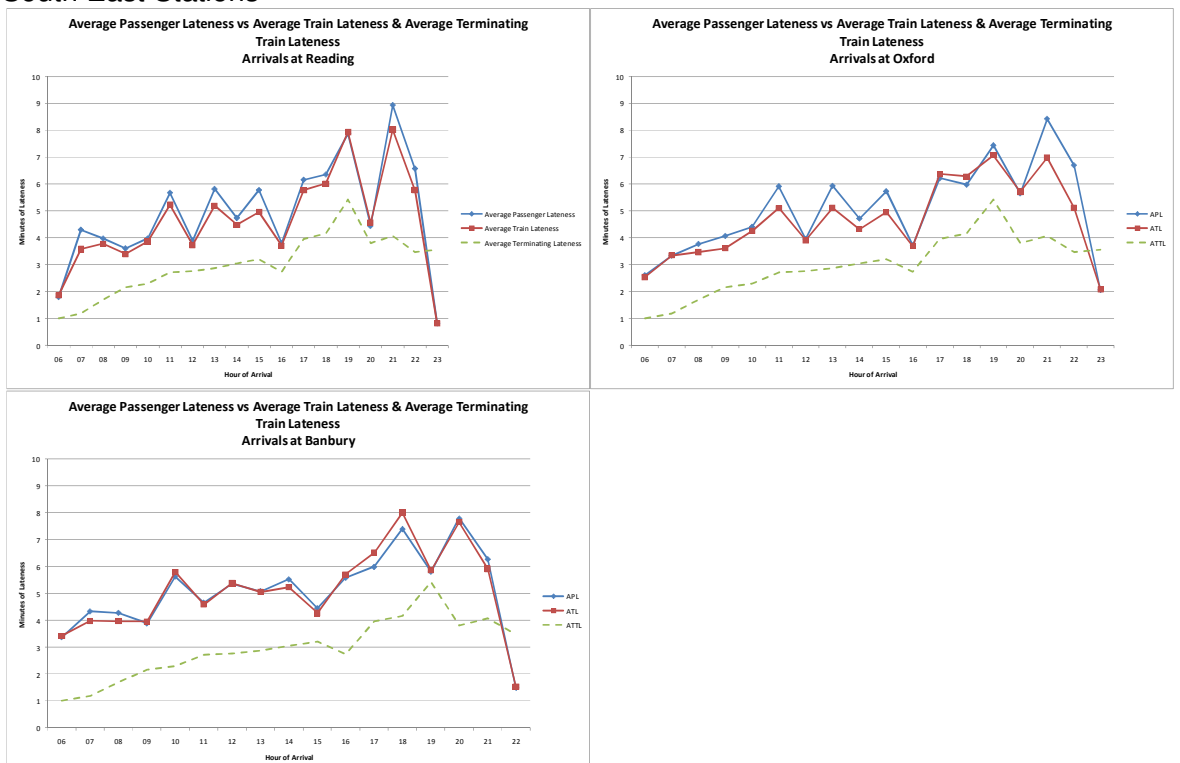 South East Stations
Average Passenger Lateness vs Average Train Lateness & Average Terminating
Train Lateness
Arrivals at Reading
10
9
8
7
6
5
4
3
2
1
0
Minutes of Lateness
06 07 08 09 10 11 12 13 14 15 16 17 18 19 20 21 22 23
Hour of Arrival
Average Passenger Lateness
Average Train Lateness
Average Terminating Lateness
Average Passenger Lateness vs Average Train Lateness & Average Terminating
Train Lateness
Arrivals at Oxford
10
9
8
7
6
5
4
3
2
1
0
Minutes of Lateness
06 07 08 09 10 11 12 13 14 15 16 17 18 19 20 21 22 23
Hour of Arrival
APL
ATL
ATTL
Average Passenger Lateness vs Average Train Lateness & Average Terminating
Train Lateness
Arrivals at Banbury
10
9
8
7
6
5
4
3
2
1
0
Minutes of Lateness
06 07 08 09 10 11 12 13 14 15 16 17 18 19 20 21 22
Hour of Arrival
APL
ATL
ATTL